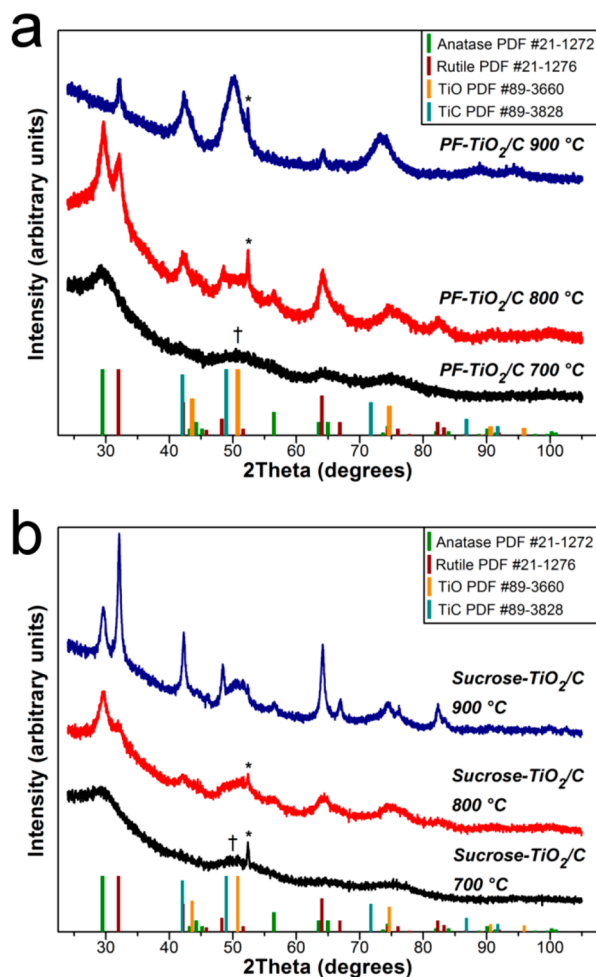 a
Anatase PDF #21-1272
Rutile PDF #21-1276
TiO PDF #89-3660
TiC PDF #89-3828
*
PF-TiO2/C 900 °C
*
PF-TiO2/C 800 °C
†
PF-TiO2/C 700 °C
Intensity (arbitrary units)
30 40 50 60 70 80 90 100
2Theta (degrees)
b
Anatase PDF #21-1272
Rutile PDF #21-1276
TiO PDF #89-3660
TiC PDF #89-3828
Sucrose-TiO2/C
900 °C
*
Sucrose-TiO2/C
800 °C
† *
Sucrose-TiO2/C
700 °C
Intensity (arbitrary units)
30 40 50 60 70 80 90 100
2Theta (degrees)